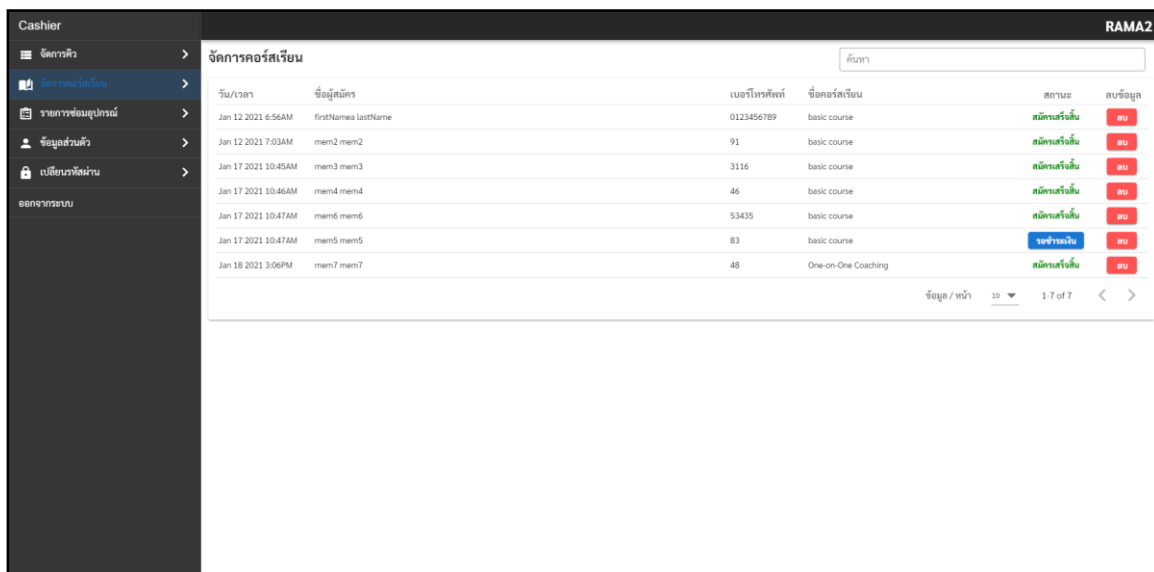 Cashier
RAMA2
จัดการคิว
จัดการคอร์สเรียน
รายการซ่อมอุปกรณ์
ข้อมูลส่วนตัว
เปลี่ยนรหัสผ่าน
ออกจากระบบ
จัดการคอร์สเรียน
ค้นหา
วัน/เวลา ชื่อผู้สมัคร เบอร์โทรศัพท์ ชื่อคอร์สเรียน สถานะ ลบข้อมูล
Jan 12 2021 6:56AM firstNamea lastName 0123456789 basic course สมัครเสร็จสิ้น ลบ
Jan 12 2021 7:03AM mem2 mem2 91 basic course สมัครเสร็จสิ้น ลบ
Jan 17 2021 10:45AM mem3 mem3 3116 basic course สมัครเสร็จสิ้น ลบ
Jan 17 2021 10:46AM mem4 mem4 46 basic course สมัครเสร็จสิ้น ลบ
Jan 17 2021 10:47AM mem6 mem6 53435 basic course สมัครเสร็จสิ้น ลบ
Jan 17 2021 10:47AM mem5 mem5 83 basic course รอชำระเงิน ลบ
Jan 18 2021 3:06PM mem7 mem7 48 One-on-One Coaching สมัครเสร็จสิ้น ลบ
ข้อมูล / หน้า 10 1-7 of 7